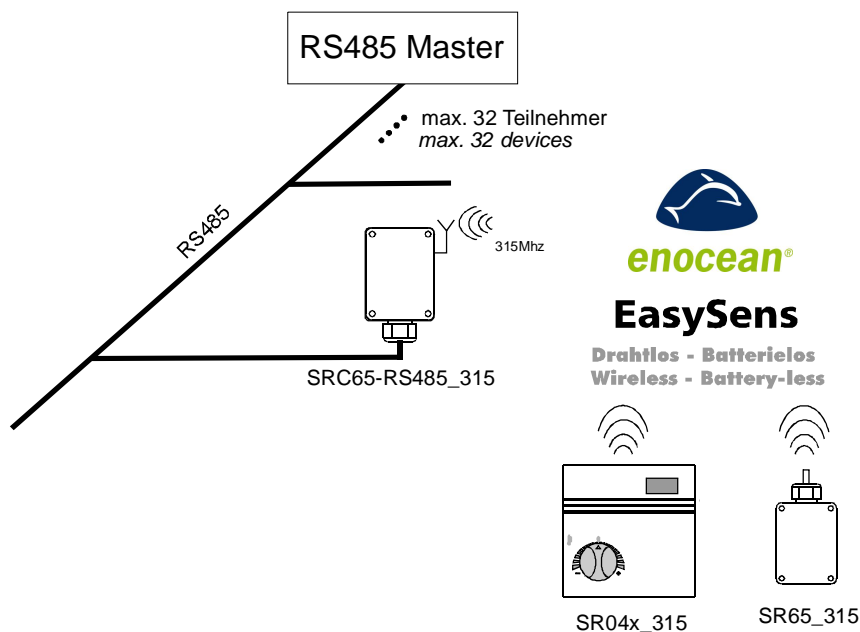 RS485 Master
max. 32 Teilnehmer
max. 32 devices
RS485
315Mhz
SRC65-RS485_315
enocean®
EasySens
Drahtlos - Batterielos
Wireless - Battery-less
- +
SR04x_315
SR65_315